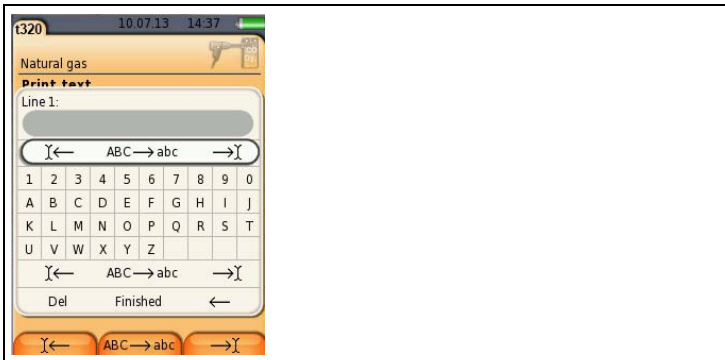 t320 10.07.13 14:37
Natural gas
Print text
Line 1:
ABC→abc
1 2 3 4 5 6 7 8 9 0
A B C D E F G H I J
K L M N O P Q R S T
U V W X Y Z
ABC→abc
Del Finished ←
ABC→abc